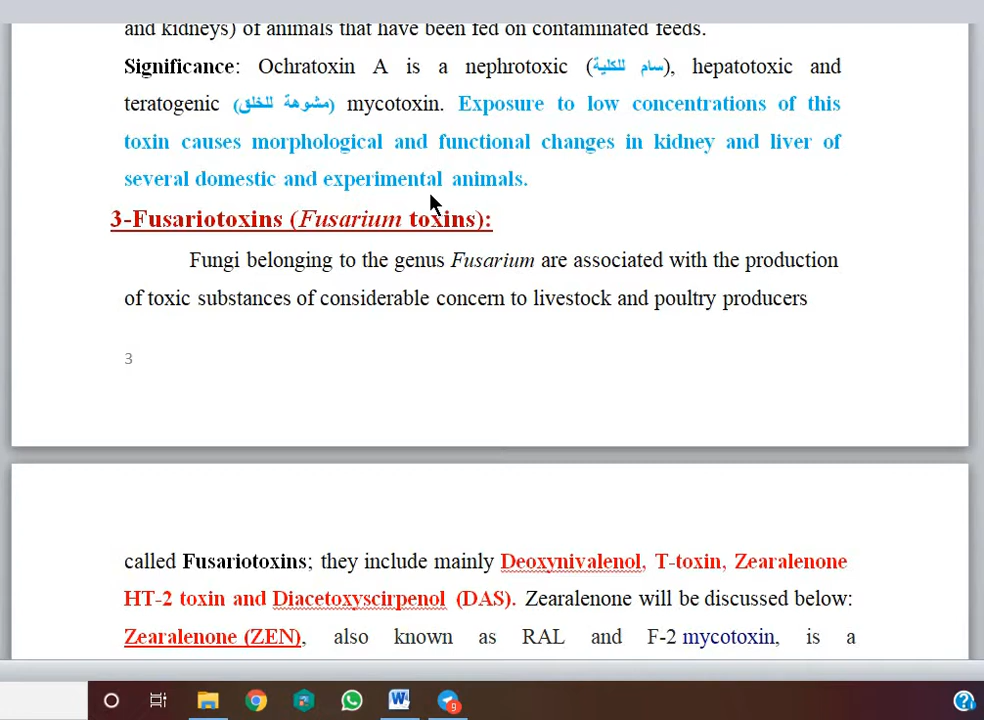 and kidneys) of animals that have been fed on contaminated feeds.
Significance: Ochratoxin A is a nephrotoxic (سام للكلية), hepatotoxic and
teratogenic (مشوهة للخلق) mycotoxin. Exposure to low concentrations of this
toxin causes morphological and functional changes in kidney and liver of
several domestic and experimental animals.
3-Fusariotoxins (Fusarium toxins):
Fungi belonging to the genus Fusarium are associated with the production
of toxic substances of considerable concern to livestock and poultry producers
3
called Fusariotoxins; they include mainly Deoxynivalenol, T-toxin, Zearalenone
HT-2 toxin and Diacetoxyscirpenol (DAS). Zearalenone will be discussed below:
Zearalenone (ZEN), also known as RAL and F-2 mycotoxin, is a
W
9
?